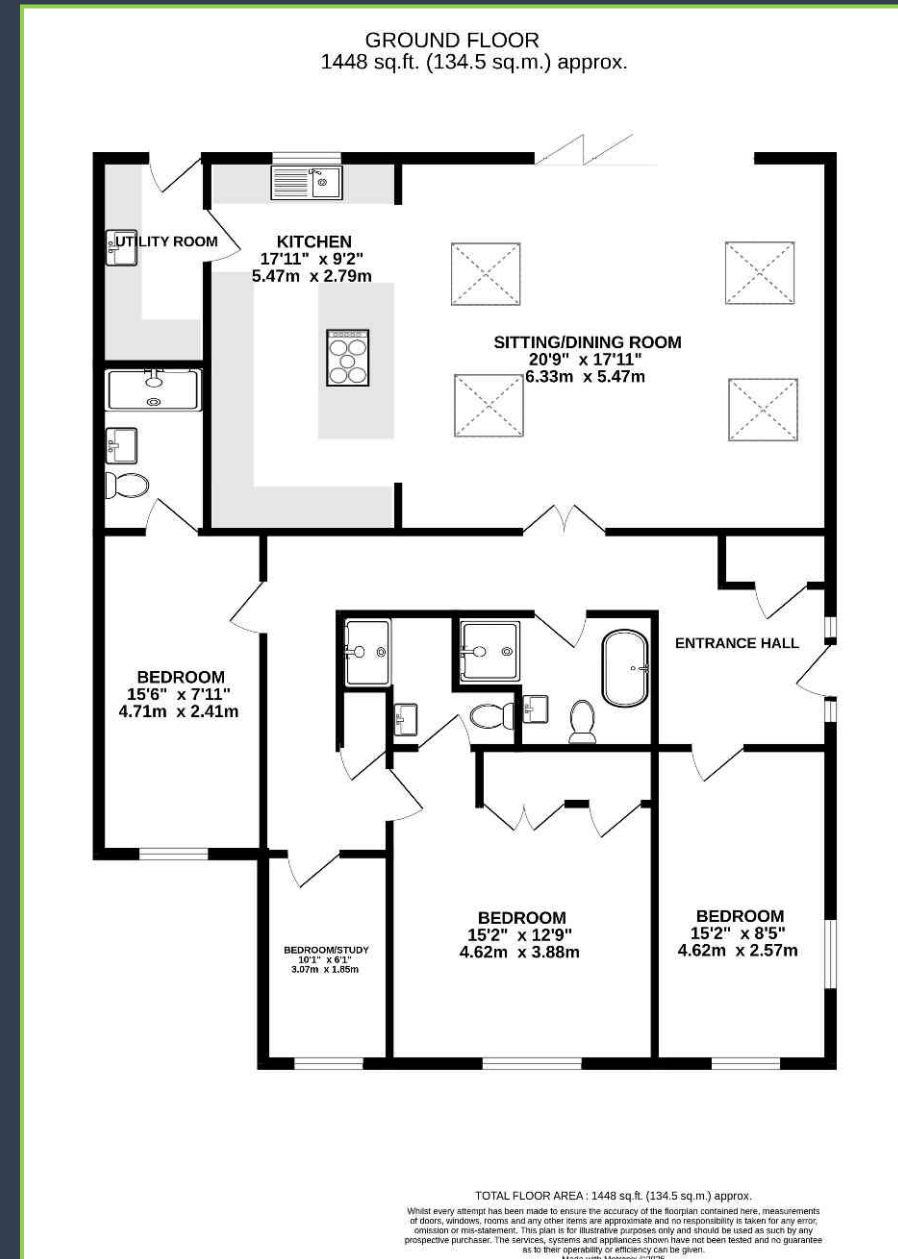 GROUND FLOOR
1448 sq.ft. (134.5 sq.m.) approx.
UTILITY ROOM
KITCHEN
17'11" x 9'2"
5.47m x 2.79m
SITTING/DINING ROOM
20'9" x 17'11"
6.33m x 5.47m
ENTRANCE HALL
BEDROOM
15'6" x 7'11"
4.71m x 2.41m
BEDROOM/STUDY
10'1" x 6'1"
3.07m x 1.85m
BEDROOM
15'2" x 12'9"
4.62m x 3.88m
BEDROOM
15'2" x 8'5"
4.62m x 2.57m
TOTAL FLOOR AREA : 1448 sq.ft. (134.5 sq.m.) approx.
Whilst every attempt has been made to ensure the accuracy of the floorplan contained here, measurements
of doors, windows, rooms and any other items are approximate and no responsibility is taken for any error,
omission or mis-statement. This plan is for illustrative purposes only and should be used as such by any
prospective purchaser. The services, systems and appliances shown have not been tested and no guarantee
as to their operability or efficiency can be given.
Made with Metropix ©2025